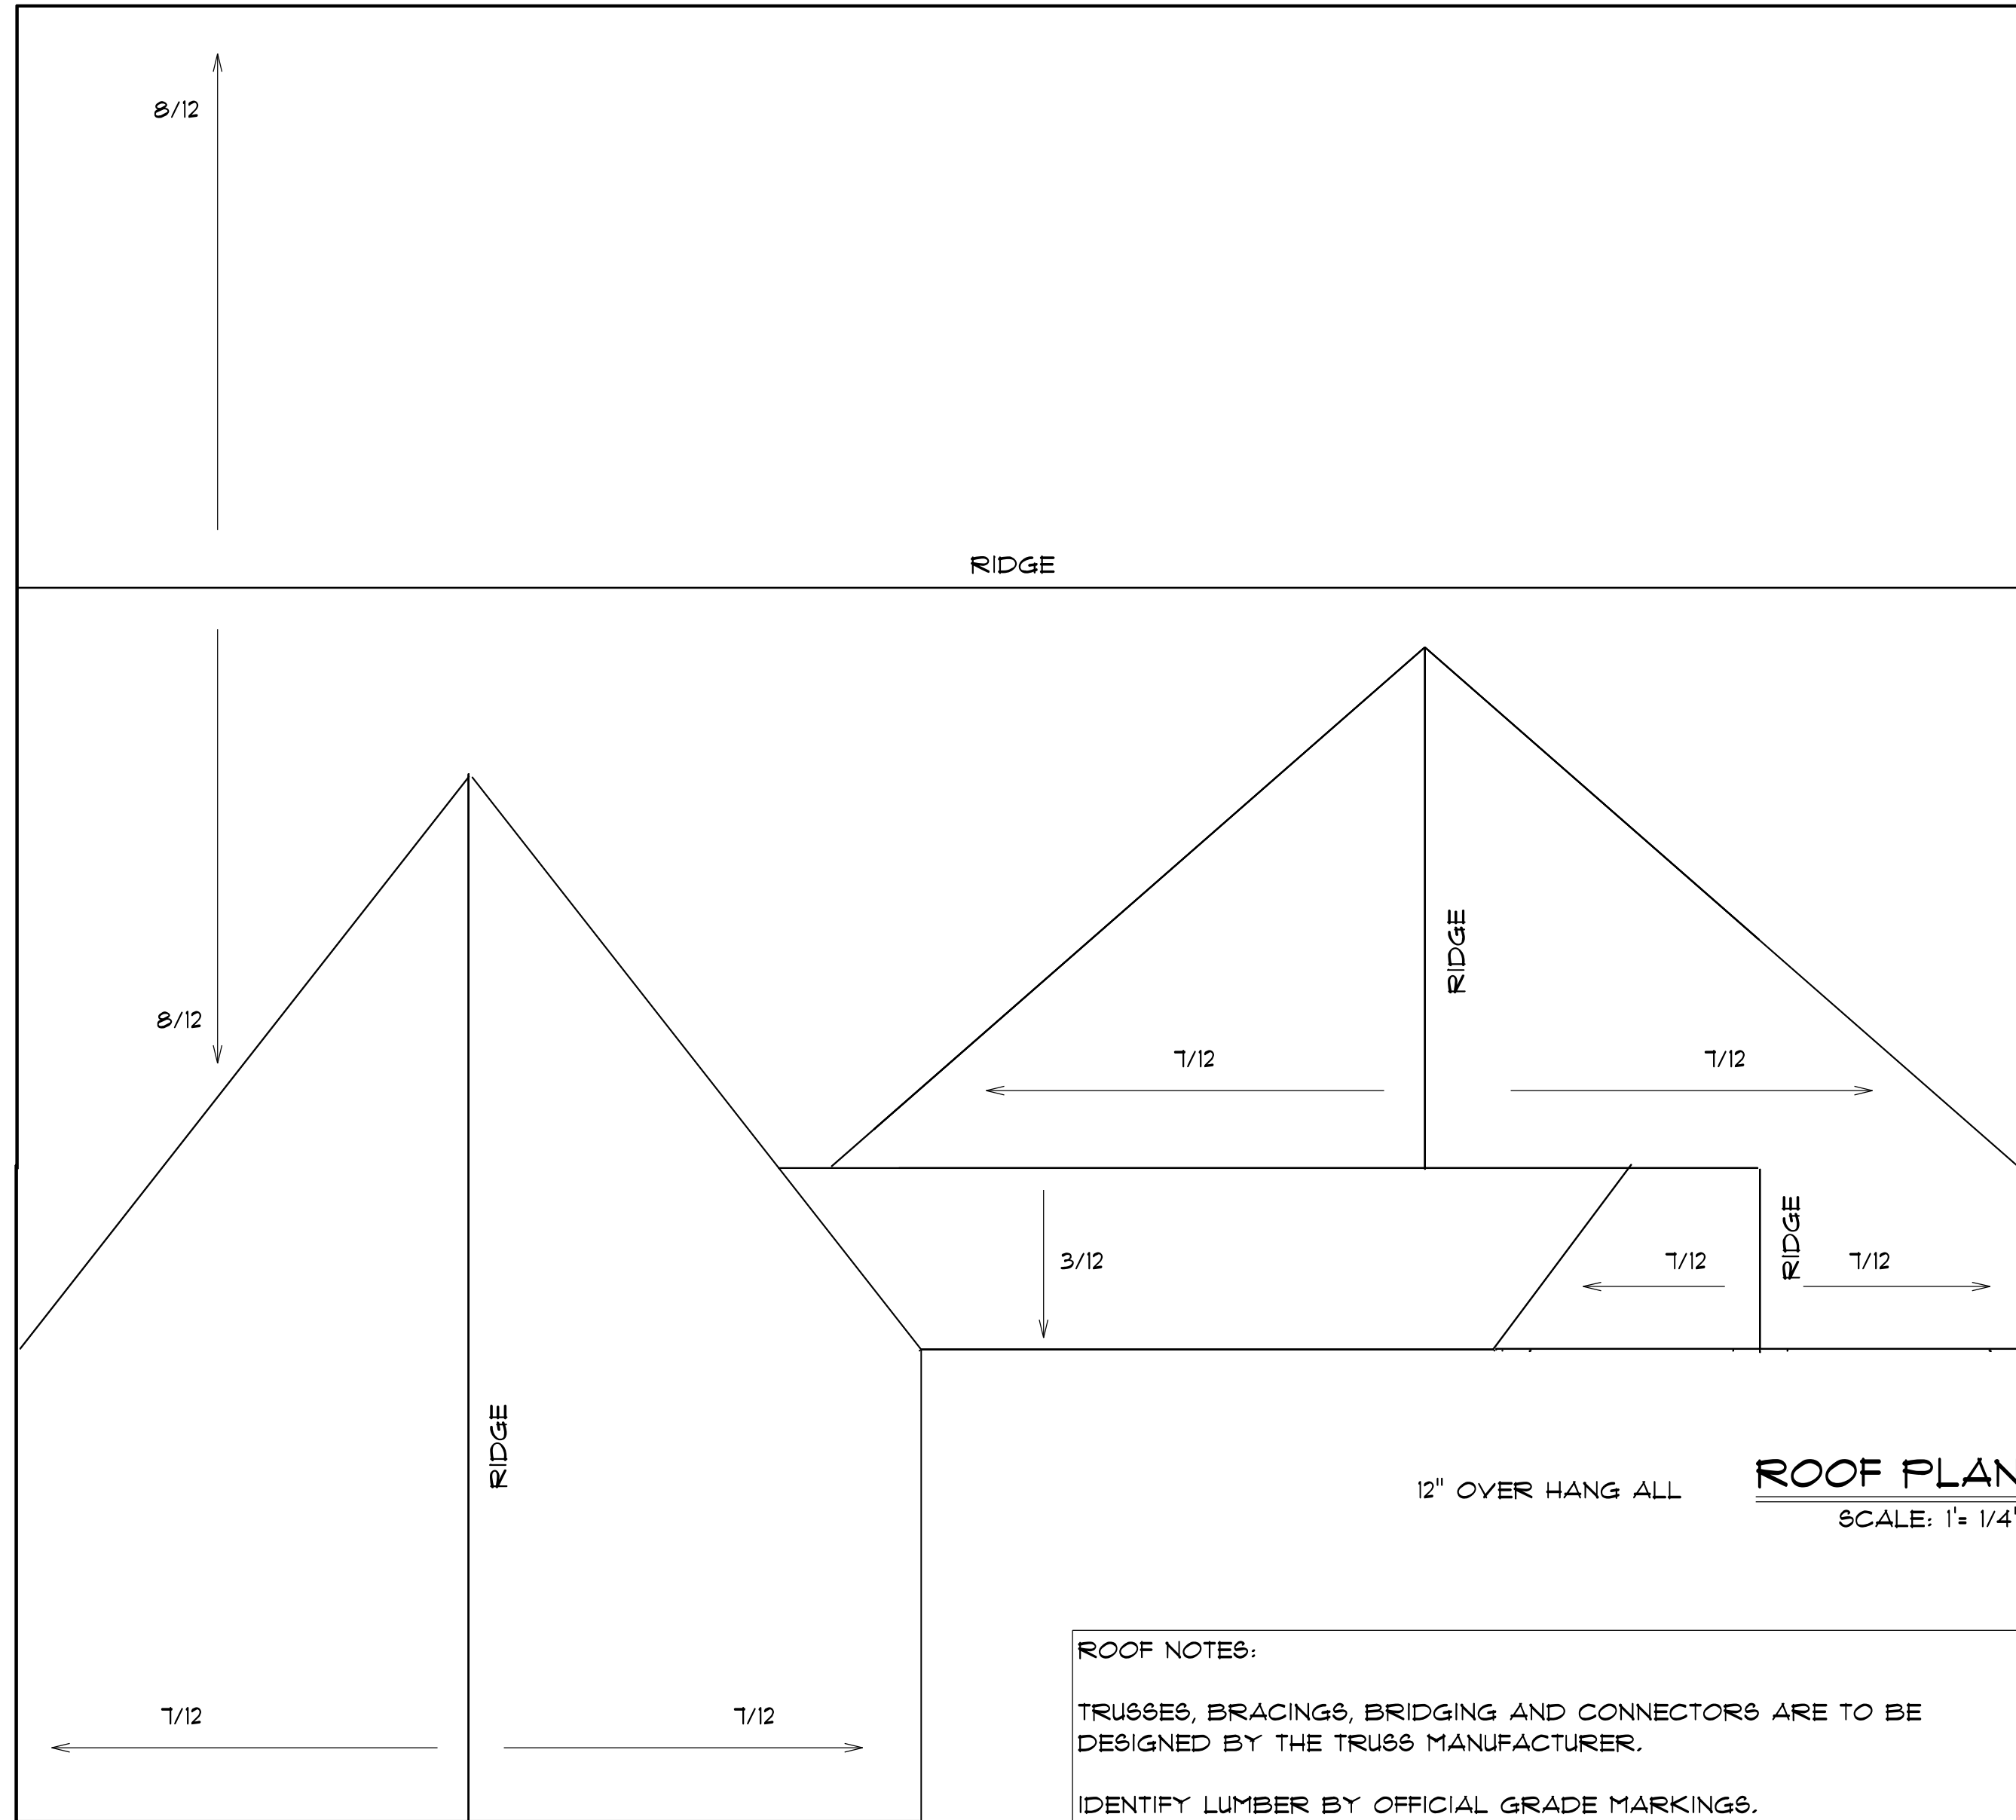 8/12
RIDGE
8/12
RIDGE
7/12
7/12
3/12
RIDGE
7/12
7/12
RIDGE
12" OVER HANG ALL
ROOF PLAN
SCALE: 1'= 1/4"
7/12
7/12
ROOF NOTES:
TRUSSES, BRACINGS, BRIDGING AND CONNECTORS ARE TO BE
DESIGNED BY THE TRUSS MANUFACTURER.
IDENTIFY LUMBER BY OFFICIAL GRADE MARKINGS.